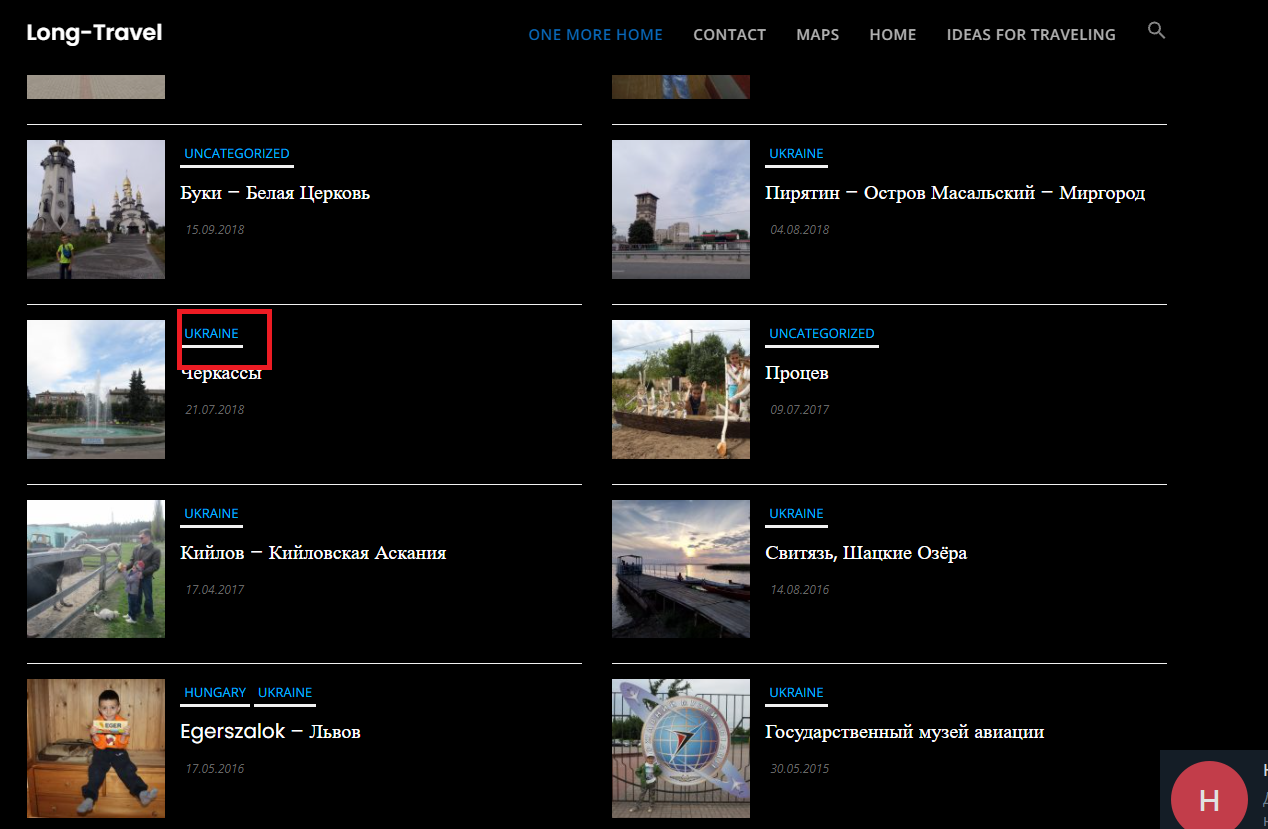 Long-Travel
ONE MORE HOME CONTACT MAPS HOME IDEAS FOR TRAVELING
UNCATEGORIZED
Буки – Белая Церковь
15.09.2018
UKRAINE
Пирятин – Остров Масальский – Миргород
04.08.2018
UKRAINE
Черкассы
21.07.2018
UNCATEGORIZED
Процев
09.07.2017
UKRAINE
Кийлов – Кийловская Аскания
17.04.2017
UKRAINE
Свитязь, Шацкие Озёра
14.08.2016
HUNGARY UKRAINE
Egerszalok – Львов
17.05.2016
EGER
UKRAINE
Государственный музей авиации
30.05.2015
H